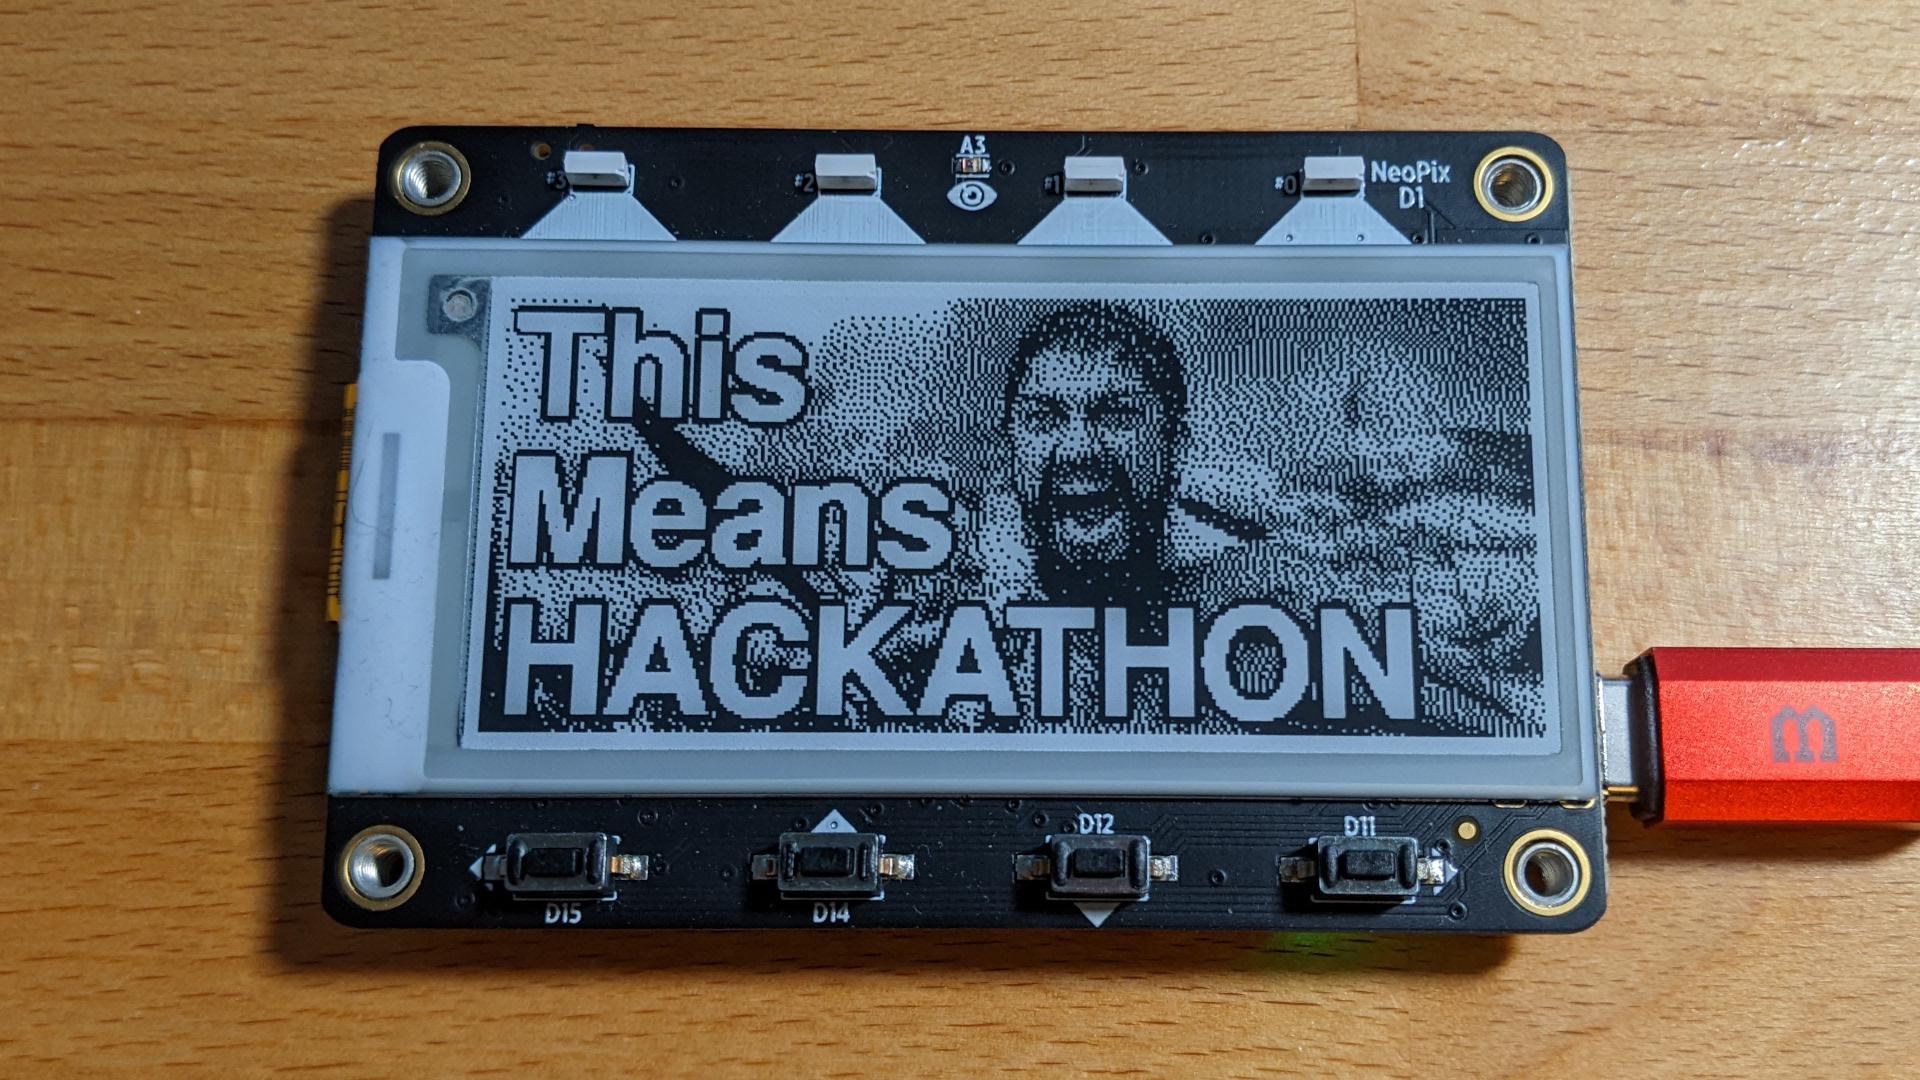 A3
#3
#2
#1
#0
NeoPix
D1
This
Means
HACKATHON
D15
D14
D12
D11
m